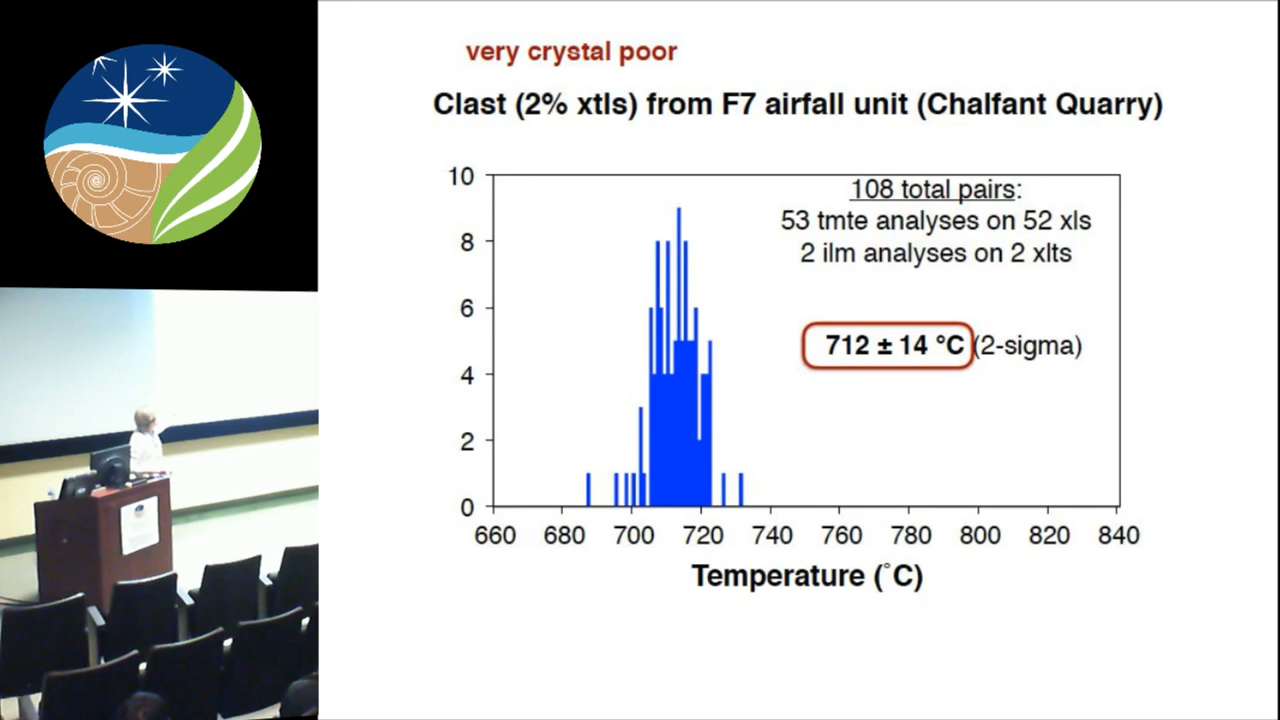 very crystal poor
Clast (2% xtls) from F7 airfall unit (Chalfant Quarry)
108 total pairs:
53 tmte analyses on 52 xls
2 ilm analyses on 2 xlts
712 ± 14 °C (2-sigma)
10
8
6
4
2
0
660 680 700 720 740 760 780 800 820 840
Temperature (˚C)